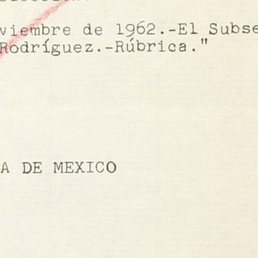 viembre de 1962.-El Subse
Rodríguez.-Rúbrica."
A DE MEXICO